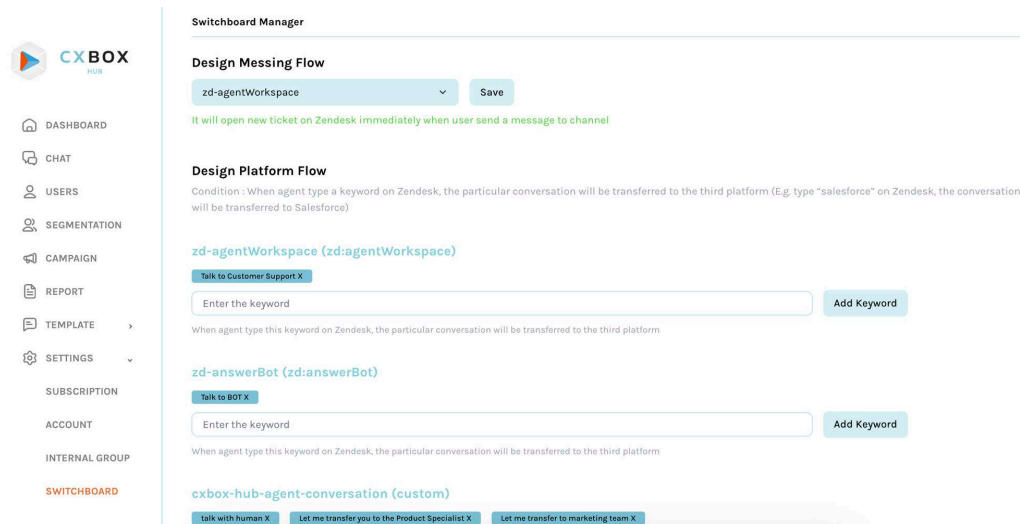 Switchboard Manager
CXBOX
HUB
Design Messing Flow
zd-agentWorkspace
Save
It will open new ticket on Zendesk immediately when user send a message to channel
DASHBOARD
CHAT
USERS
SEGMENTATION
CAMPAIGN
REPORT
TEMPLATE
SETTINGS
SUBSCRIPTION
ACCOUNT
INTERNAL GROUP
SWITCHBOARD
Design Platform Flow
Condition : When agent type a keyword on Zendesk, the particular conversation will be transferred to the third platform (E.g. type “salesforce” on Zendesk, the conversation
will be transferred to Salesforce)
zd-agentWorkspace (zd:agentWorkspace)
Talk to Customer Support X
Enter the keyword
Add Keyword
When agent type this keyword on Zendesk, the particular conversation will be transferred to the third platform
zd-answerBot (zd:answerBot)
Talk to BOT X
Enter the keyword
Add Keyword
When agent type this keyword on Zendesk, the particular conversation will be transferred to the third platform
cxbox-hub-agent-conversation (custom)
talk with human X
Let me transfer you to the Product Specialist X
Let me transfer to marketing team X